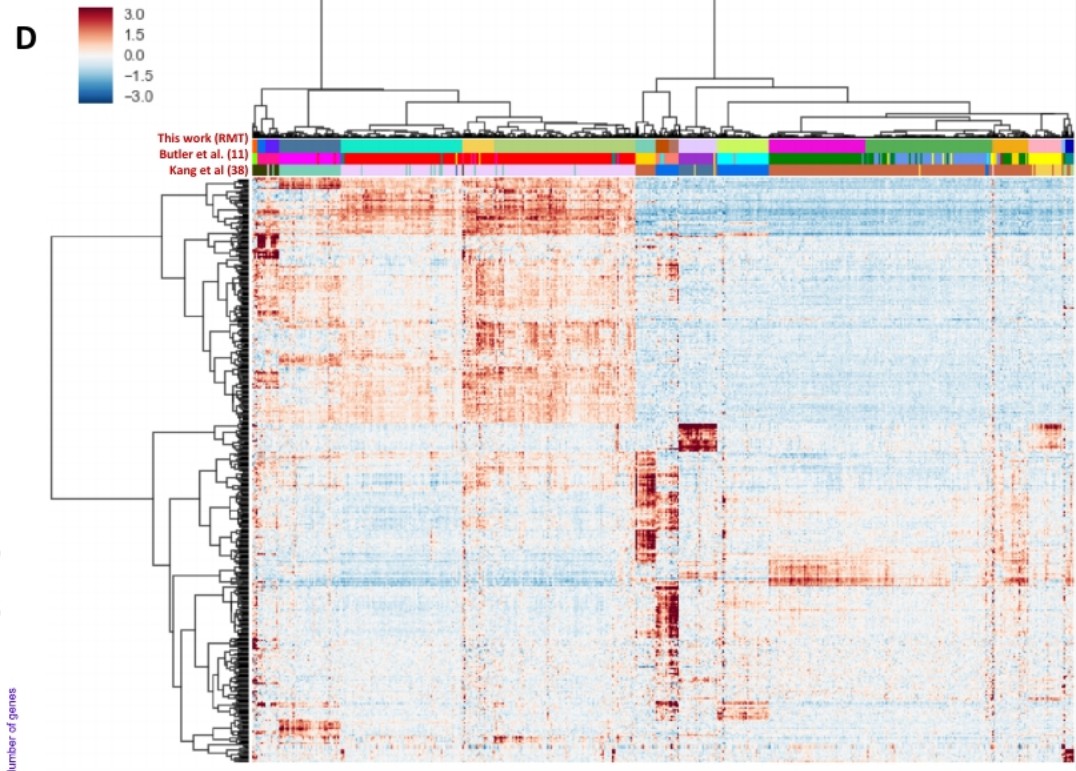 D
3.0
1.5
0.0
−1.5
−3.0
This work (RMT)
Butler et al. (11)
Kang et al (38)
of genes